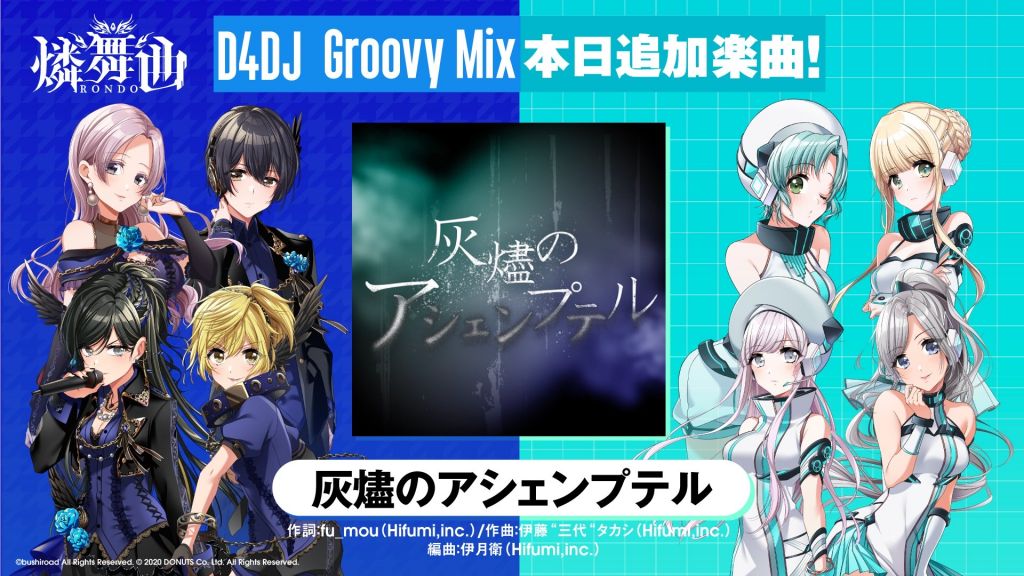 燐舞曲
RONDO
D4DJ Groovy Mix 本日追加楽曲!
灰燼の
アシェンプテル
灰燼のアシェンプテル
作詞:fu_mou(Hifumi,inc.)/作曲:伊藤“三代“タカシ(Hifumi,inc.)
編曲:伊月衛(Hifumi,inc.)
©bushiroad All Rights Reserved. © 2020 DONUTS Co. Ltd. All Rights Reserved.